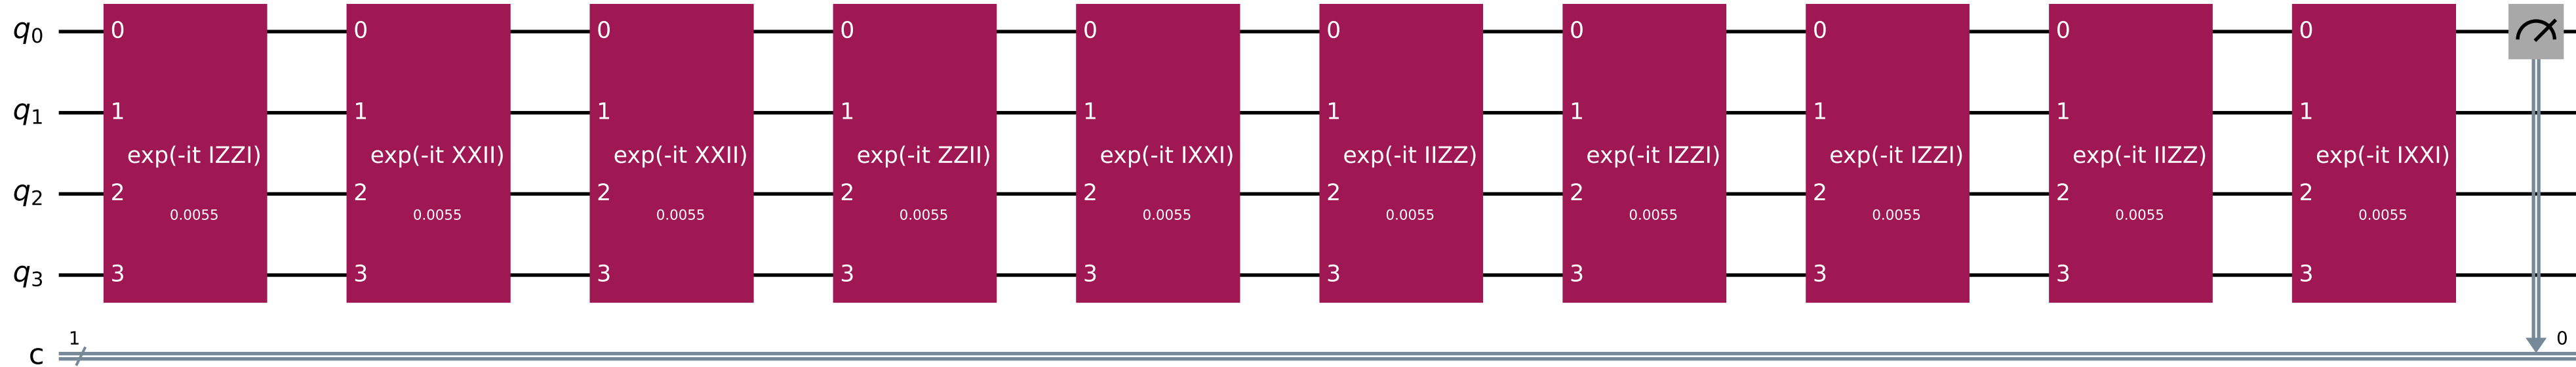 q0 0 0 0 0 0 0 0 0 0 0
q1 1 1 1 1 1 1 1 1 1 1
exp(-it IZZI) exp(-it XXII) exp(-it XXII) exp(-it ZZII) exp(-it IXXI) exp(-it IIZZ) exp(-it IZZI) exp(-it IZZI) exp(-it IIZZ) exp(-it IXXI)
q2 2 2 2 2 2 2 2 2 2 2
0.0055 0.0055 0.0055 0.0055 0.0055 0.0055 0.0055 0.0055 0.0055 0.0055
q3 3 3 3 3 3 3 3 3 3 3
1 0
c